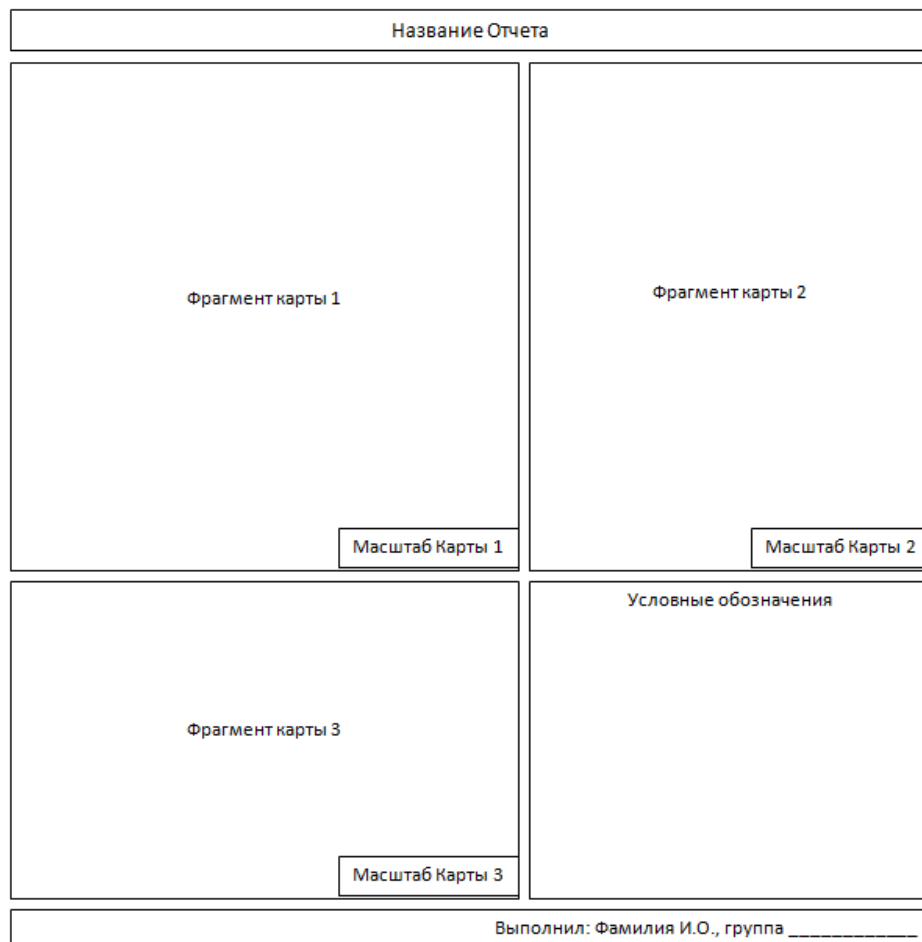 Название Отчета
Фрагмент карты 1
Фрагмент карты 2
Масштаб Карты 1
Масштаб Карты 2
Условные обозначения
Фрагмент карты 3
Масштаб Карты 3
Выполнил: Фамилия И.О., группа ____________